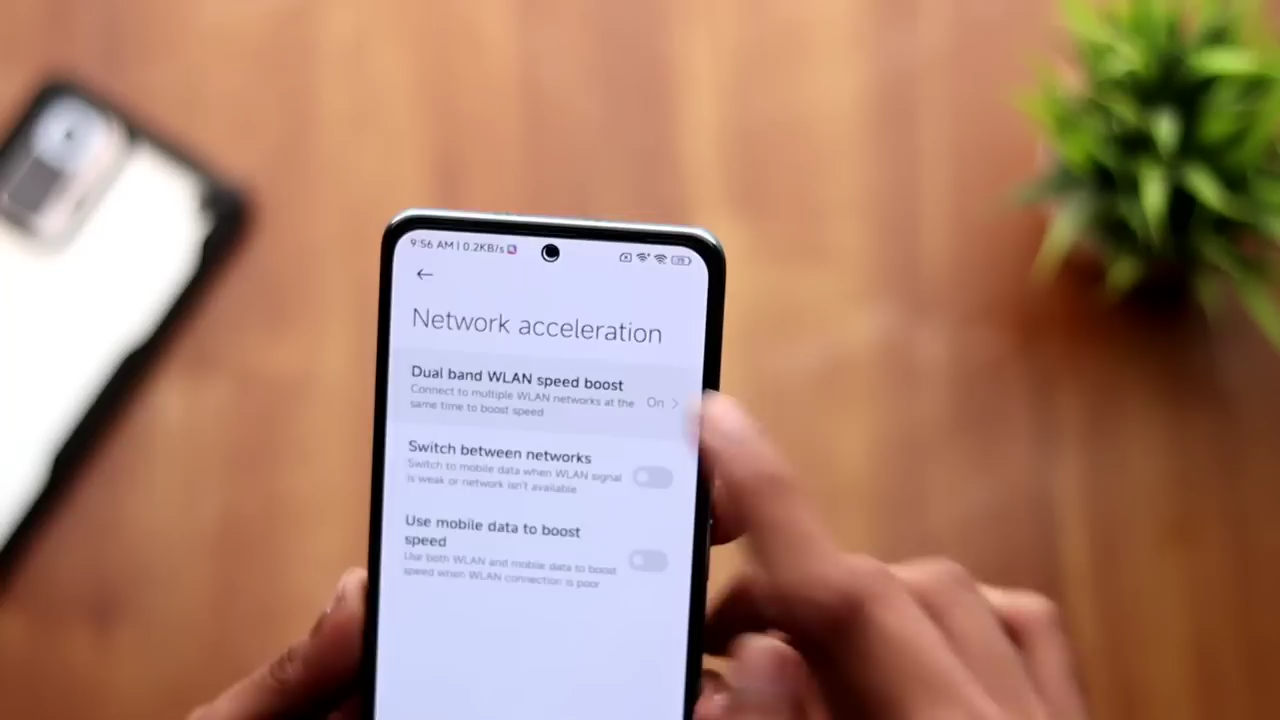 9:56 AM | 0.2KB/s
Network acceleration
Dual band WLAN speed boost
Connect to multiple WLAN networks at the
same time to boost speed
On
Switch between networks
Switch to mobile data when WLAN signal
is weak or network isn't available
Use mobile data to boost
speed
Use both WLAN and mobile data to boost
speed when WLAN connection is poor